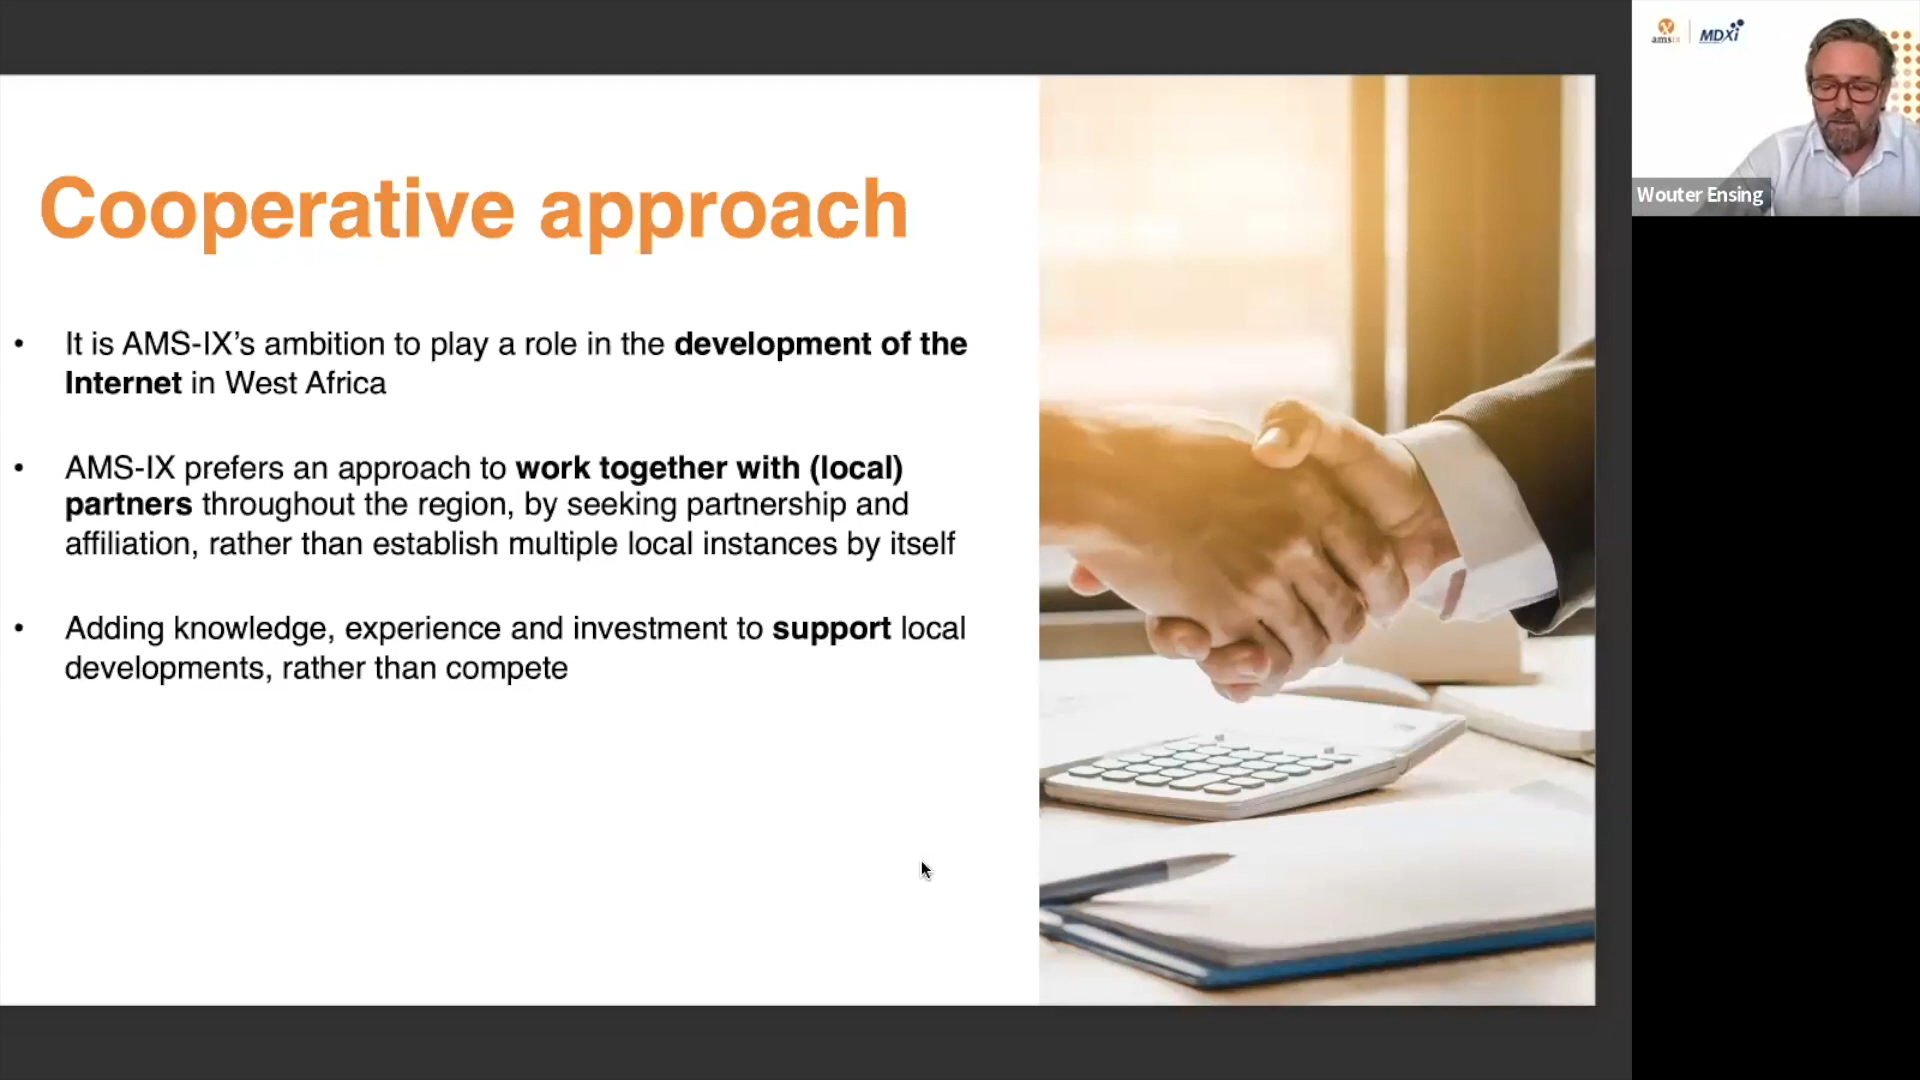 Cooperative approach
• It is AMS-IX’s ambition to play a role in the development of the
Internet in West Africa
• AMS-IX prefers an approach to work together with (local)
partners throughout the region, by seeking partnership and
affiliation, rather than establish multiple local instances by itself
• Adding knowledge, experience and investment to support local
developments, rather than compete
amsix
MDXi
Wouter Ensing